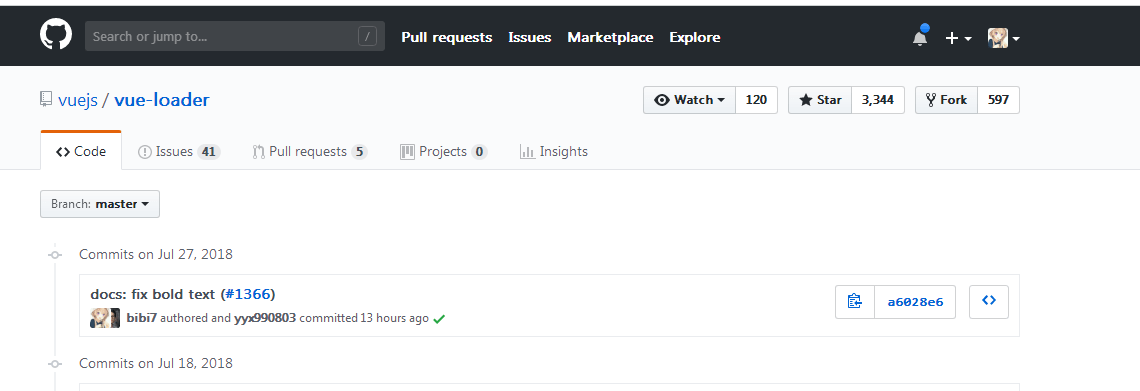 Search or jump to... / Pull requests Issues Marketplace Explore
vuejs / vue-loader Watch 120 Star 3,344 Fork 597
Code Issues 41 Pull requests 5 Projects 0 Insights
Branch: master
Commits on Jul 27, 2018
docs: fix bold text (#1366)
a6028e6
bibi7 authored and yyx990803 committed 13 hours ago
Commits on Jul 18, 2018